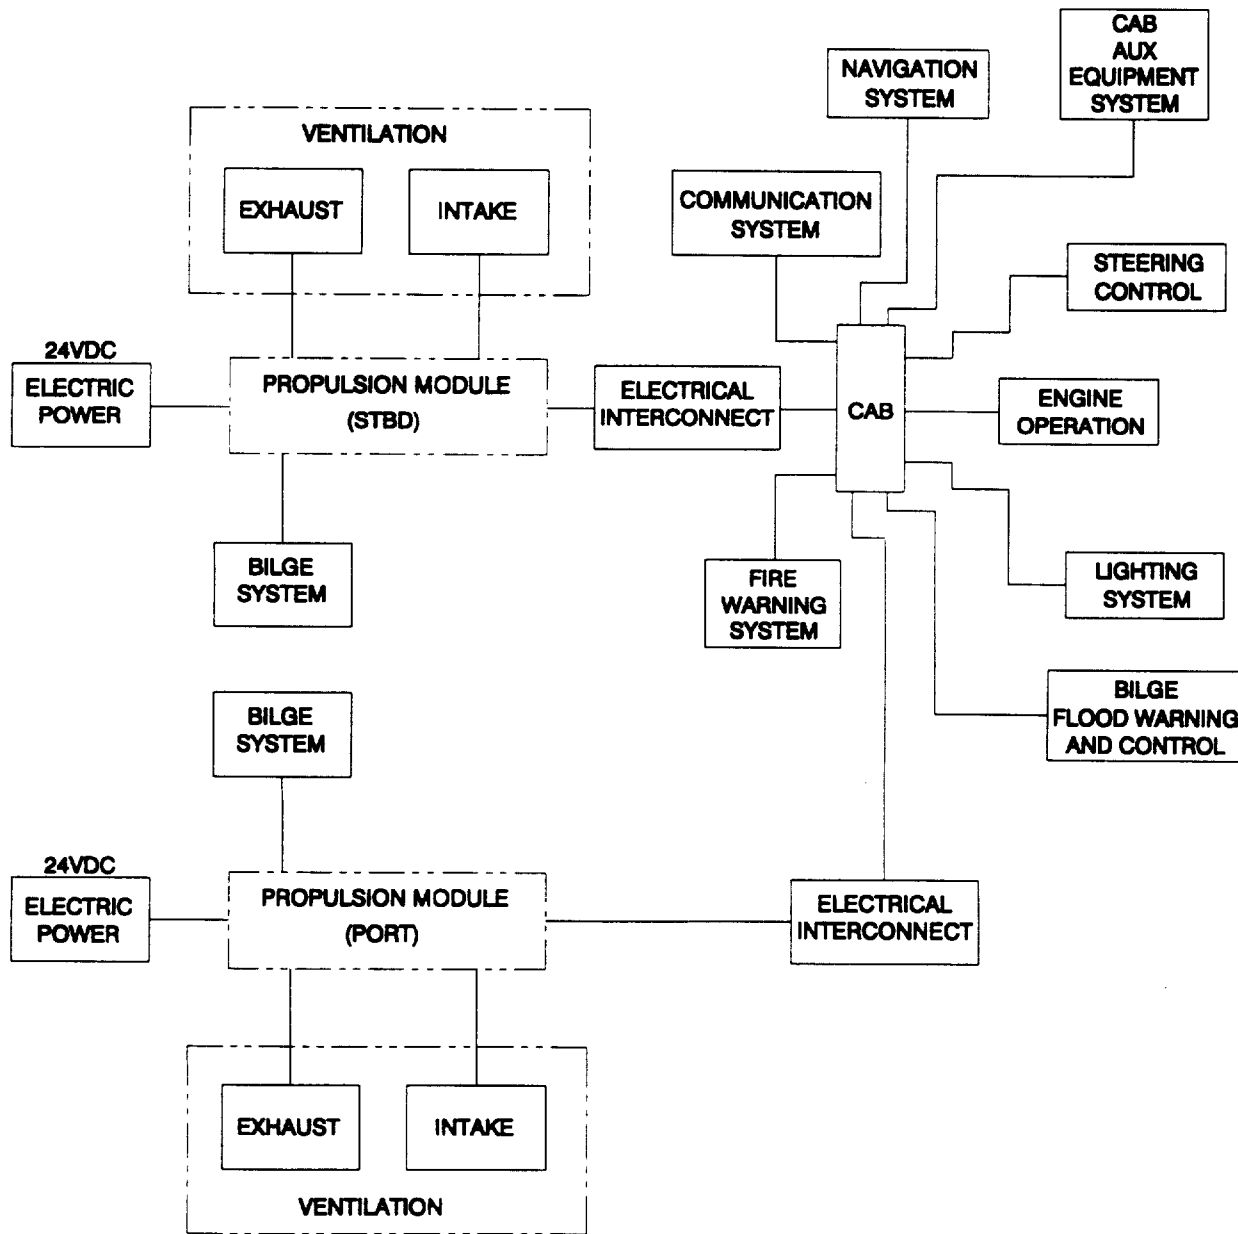 CAB
AUX
EQUIPMENT
SYSTEM
NAVIGATION
SYSTEM
VENTILATION
EXHAUST
INTAKE
COMMUNICATION
SYSTEM
STEERING
CONTROL
24VDC
ELECTRIC
POWER
PROPULSION MODULE
(STBD)
ELECTRICAL
INTERCONNECT
CAB
ENGINE
OPERATION
BILGE
SYSTEM
FIRE
WARNING
SYSTEM
LIGHTING
SYSTEM
BILGE
SYSTEM
BILGE
FLOOD WARNING
AND CONTROL
24VDC
ELECTRIC
POWER
PROPULSION MODULE
(PORT)
ELECTRICAL
INTERCONNECT
EXHAUST
INTAKE
VENTILATION